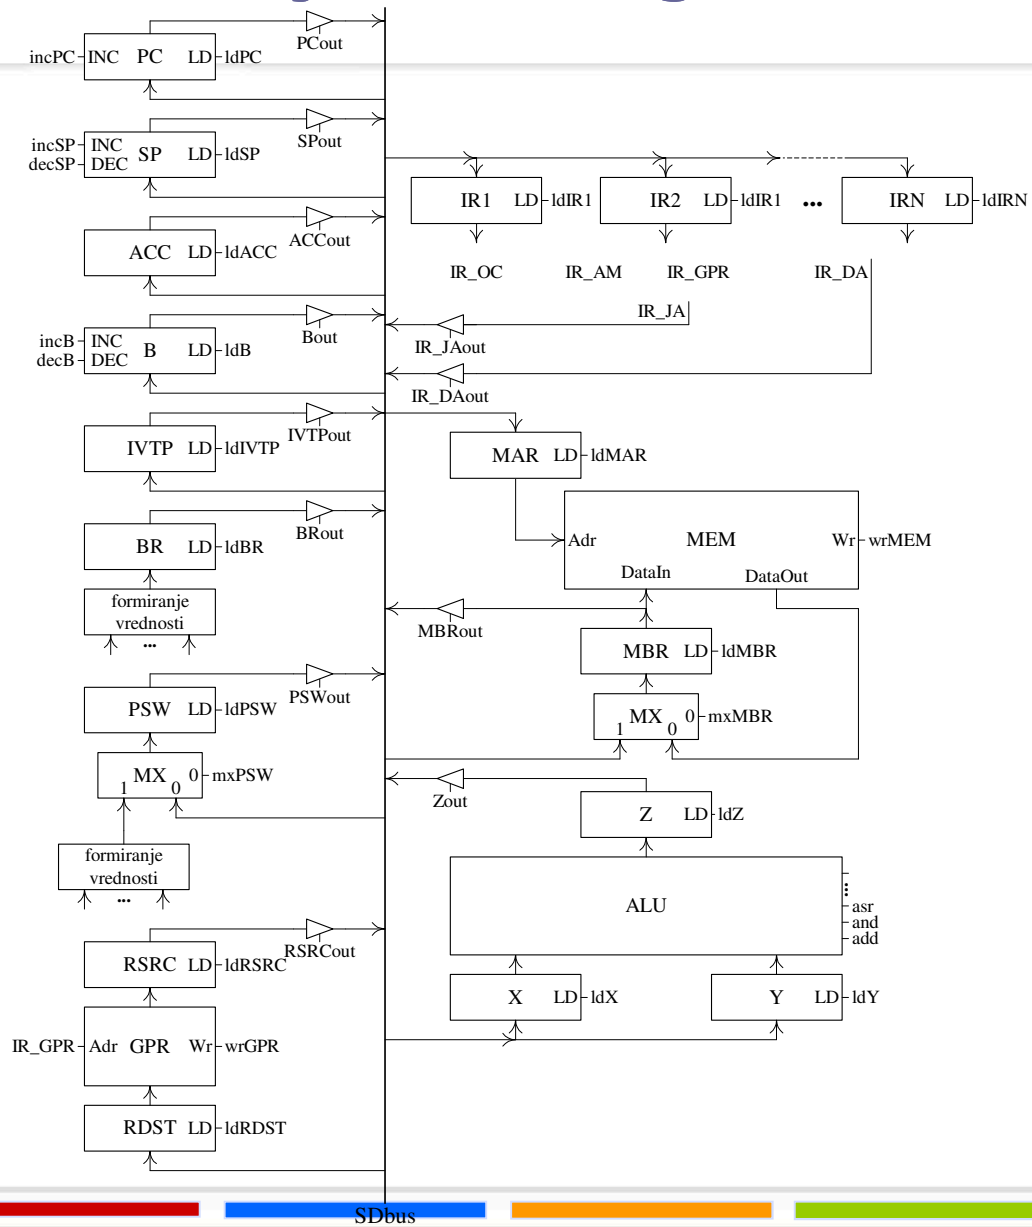 PCout
incPC INC PC LD ldPC
SPout
incSP INC SP LD ldSP
decSP DEC
IR1 LD ldIR1 IR2 LD ldIR1 ... IRN LD ldIRN
ACCout
ACC LD ldACC
IR_OC IR_AM IR_GPR IR_DA
IR_JA
Bout
incB INC B LD ldB
decB DEC
IR_JAout
IR_DAout
IVTPout
IVTP LD ldIVTP
MAR LD ldMAR
BRout
BR LD ldBR
Adr MEM Wr wrMEM
DataIn DataOut
formiranje
vrednosti
...
MBRout
MBR LD ldMBR
PSWout
PSW LD ldPSW
MX 0 mxMBR
1 0
MX 0 mxPSW
1 0
Zout
Z LD ldZ
formiranje
vrednosti
...
ALU
...
asr
and
add
RSRCout
RSRC LD ldRSRC
X LD ldX Y LD ldY
IR_GPR Adr GPR Wr wrGPR
RDST LD ldRDST
SDbus